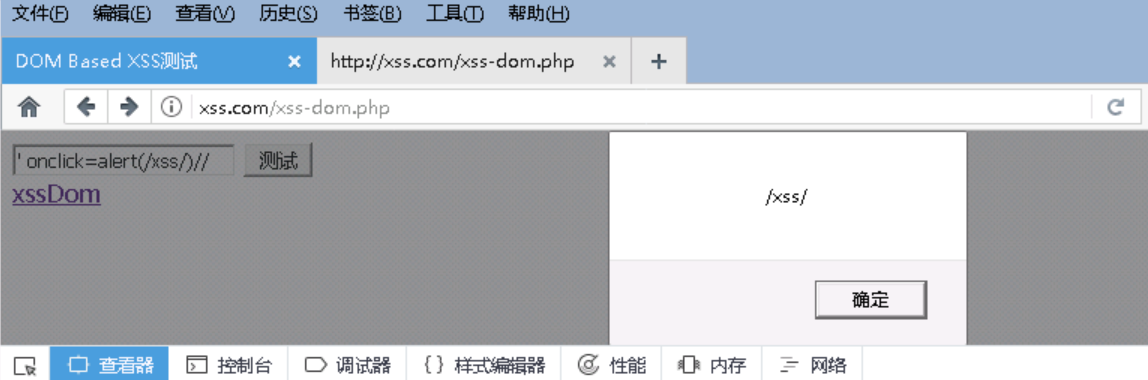 文件(F) 编辑(E) 查看(V) 历史(S) 书签(B) 工具(T) 帮助(H)
DOM Based XSS测试 × http://xss.com/xss-dom.php × +
xss.com/xss-dom.php
' onclick=alert(/xss/)// 测试
xssDom
/xss/
确定
查看器 控制台 调试器 {} 样式编辑器 性能 内存 网络